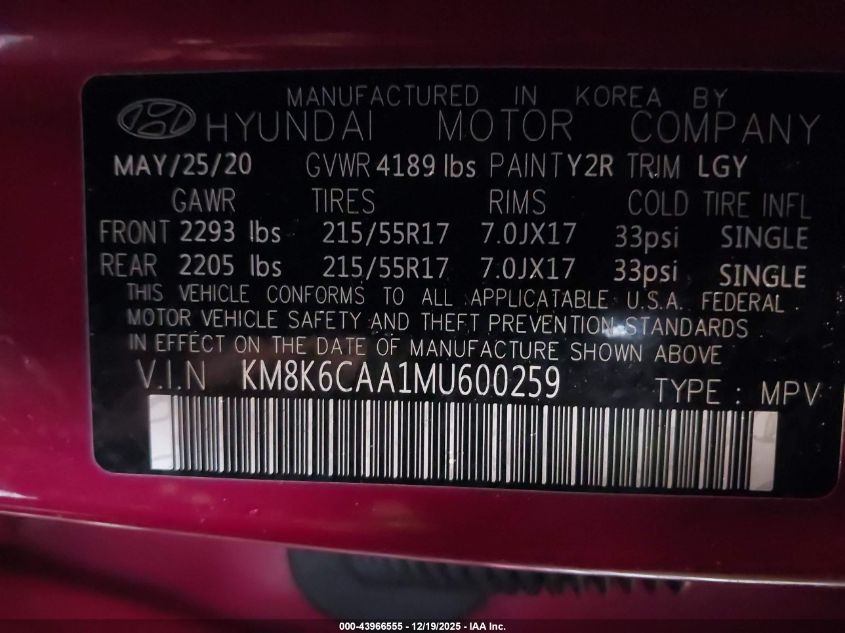 MANUFACTURED IN KOREA BY
HYUNDAI MOTOR COMPANY
MAY/25/20 GVWR 4189 lbs PAINT Y2R TRIM LGY
GAWR TIRES RIMS COLD TIRE INFL
FRONT 2293 lbs 215/55R17 7.0JX17 33psi SINGLE
REAR 2205 lbs 215/55R17 7.0JX17 33psi SINGLE
THIS VEHICLE CONFORMS TO ALL APPLICATABLE U.S.A. FEDERAL
MOTOR VEHICLE SAFETY AND THEFT PREVENTION STANDARDS
IN EFFECT ON THE DATE OF MANUFACTURE SHOWN ABOVE
V.I.N KM8K6CAA1MU600259 TYPE : MPV
000-43966555 - 12/19/2025 - IAA Inc.